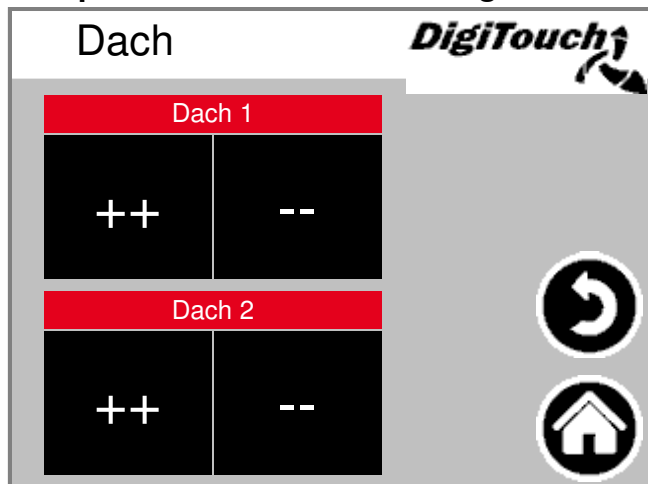 Dach
DigiTouch
Dach 1
++ --
Dach 2
++ --